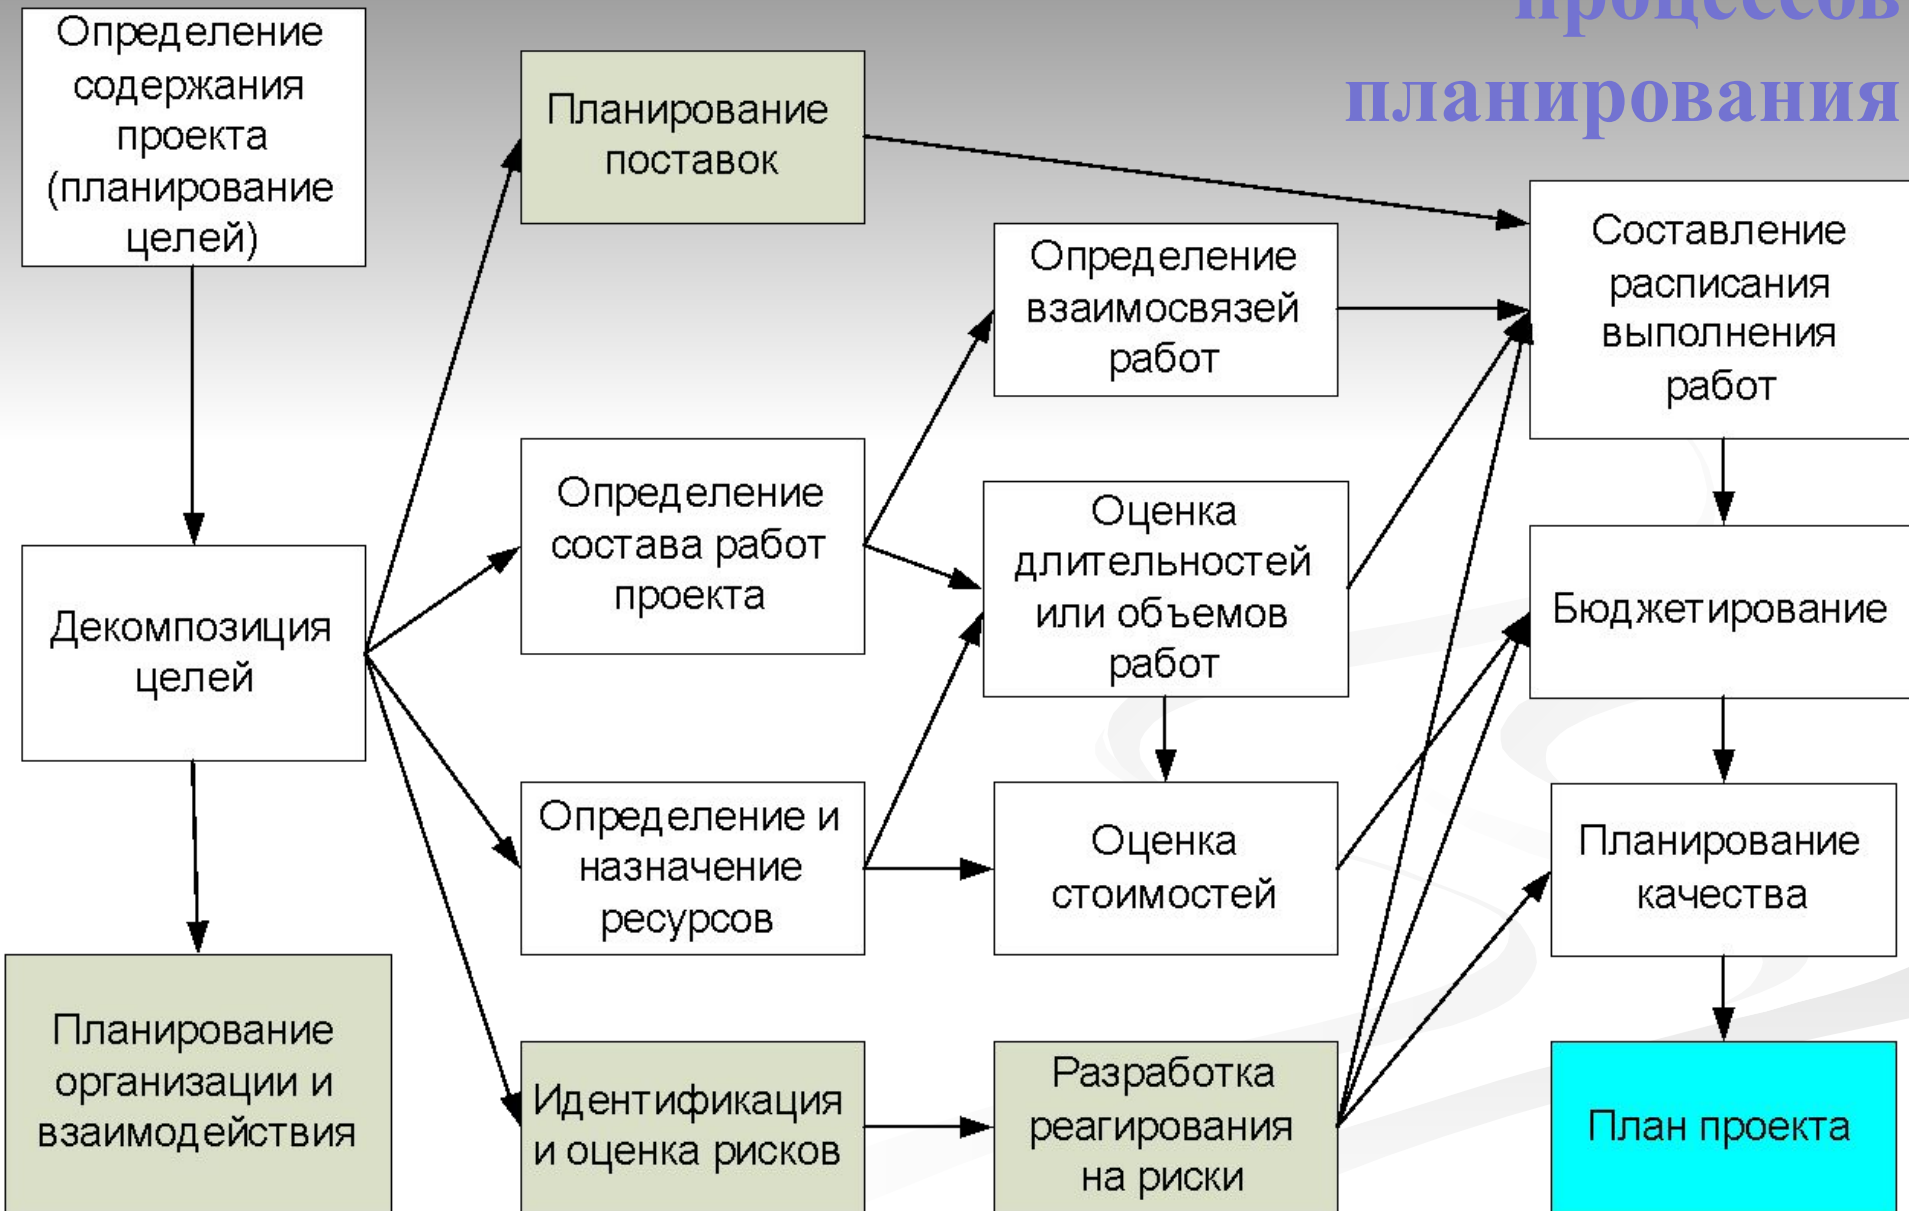 процессов
планирования
Определение
содержания
проекта
(планирование
целей)
Планирование
поставок
Определение
взаимосвязей
работ
Составление
расписания
выполнения
работ
Декомпозиция
целей
Определение
состава работ
проекта
Оценка
длительностей
или объемов
работ
Бюджетирование
Определение и
назначение
ресурсов
Оценка
стоимостей
Планирование
качества
Планирование
организации и
взаимодействия
Идентификация
и оценка рисков
Разработка
реагирования
на риски
План проекта